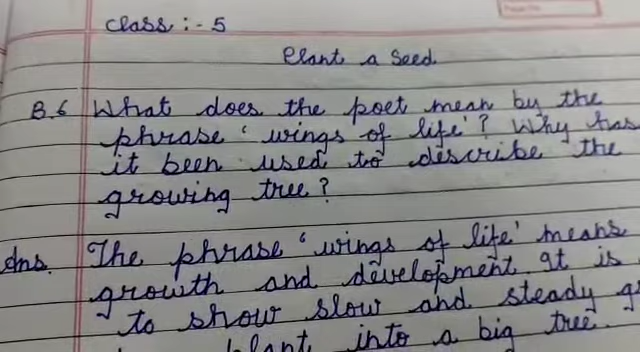 Class :- 5
Plant a Seed
B.6 What does the poet mean by the
phrase 'wings of life'? Why has
it been used to describe the
growing tree?
Ans. The phrase 'wings of life' means
growth and development. It is
to show slow and steady
plant into a big tree.